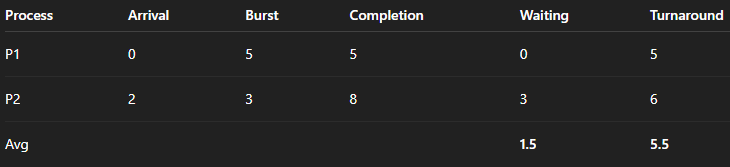 Process Arrival Burst Completion Waiting Turnaround
P1 0 5 5 0 5
P2 2 3 8 3 6
Avg 1.5 5.5